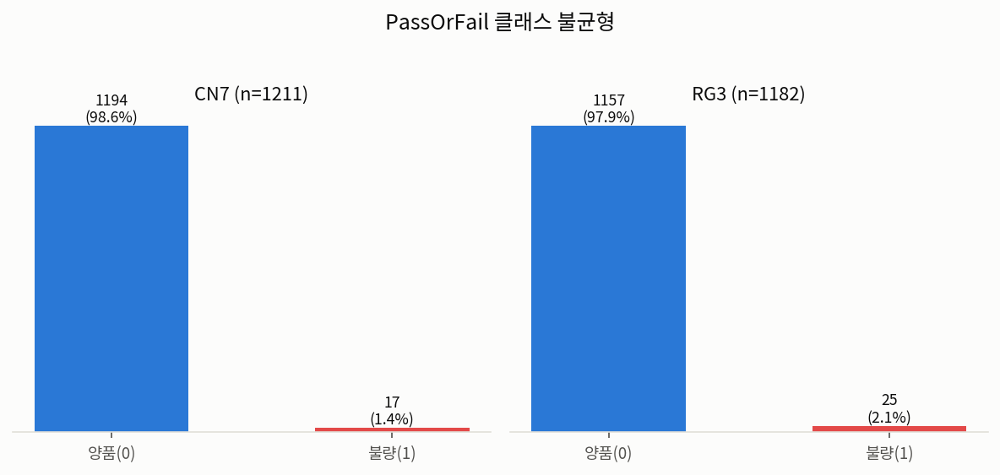 PassOrFail 클래스 불균형
CN7 (n=1211)
1194
(98.6%)
17
(1.4%)
양품(0)
불량(1)
RG3 (n=1182)
1157
(97.9%)
25
(2.1%)
양품(0)
불량(1)